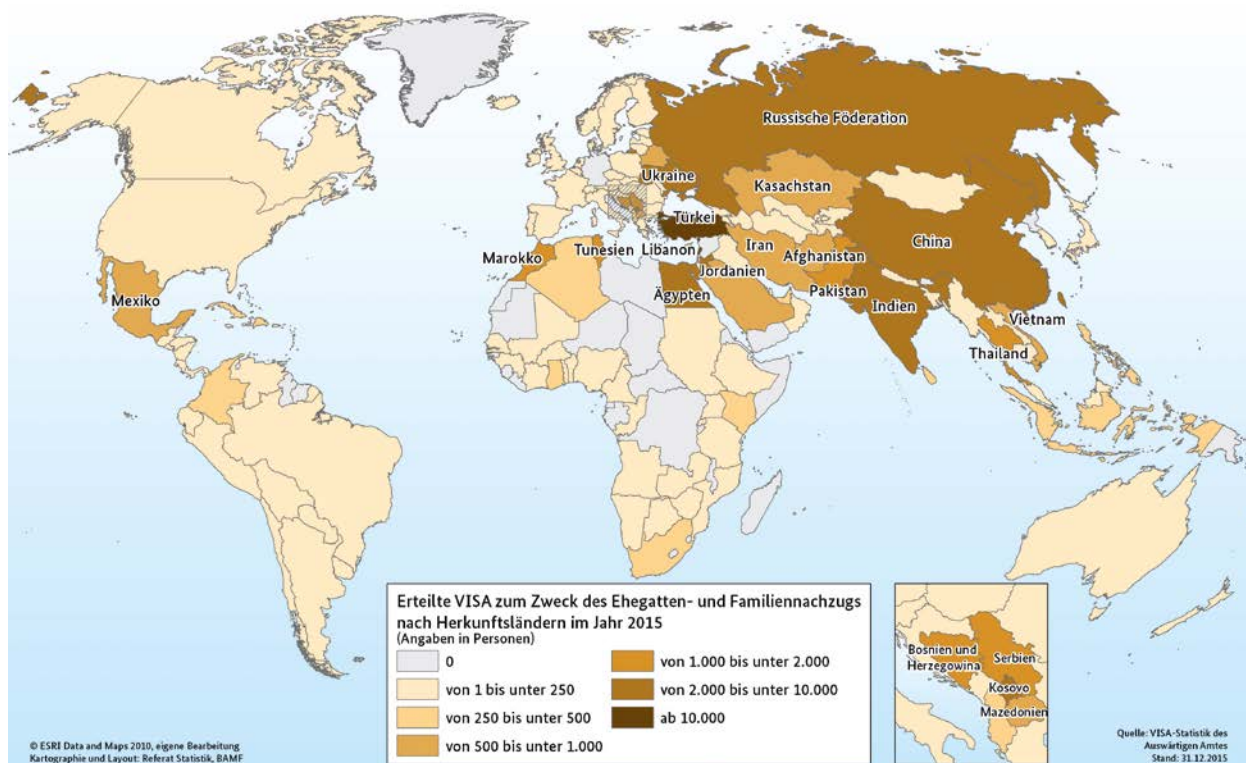 Russische Föderation
Ukraine
Kasachstan
Türkei
China
Marokko
Tunesien
Libanon
Iran
Afghanistan
Jordanien
Mexiko
Ägypten
Pakistan
Indien
Vietnam
Thailand
Erteilte VISA zum Zweck des Ehegatten- und Familiennachzugs
nach Herkunftsländern im Jahr 2015
(Angaben in Personen)
0
von 1 bis unter 250
von 250 bis unter 500
von 500 bis unter 1.000
von 1.000 bis unter 2.000
von 2.000 bis unter 10.000
ab 10.000
Bosnien und
Herzegowina
Serbien
Kosovo
Mazedonien
© ESRI Data and Maps 2010, eigene Bearbeitung
Kartographie und Layout: Referat Statistik, BAMF
Quelle: VISA-Statistik des
Auswärtigen Amtes
Stand: 31.12.2015